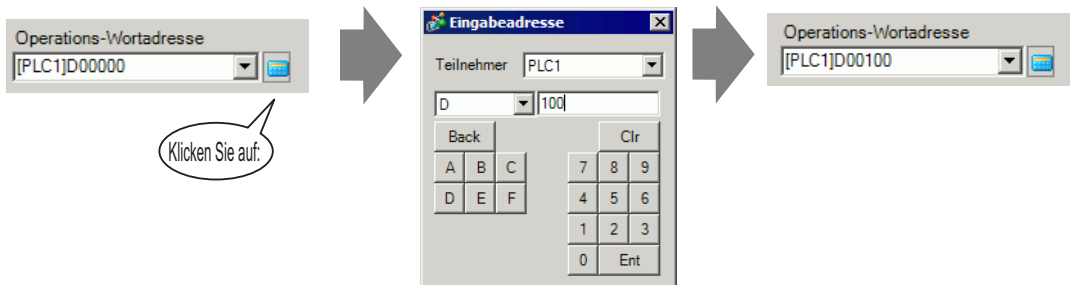 Operations-Wortadresse
[PLC1]D00000
Klicken Sie auf:
Eingabeadresse
Teilnehmer PLC1
D 100
Back Clr
A B C 7 8 9
D E F 4 5 6
1 2 3
0 Ent
Operations-Wortadresse
[PLC1]D00100